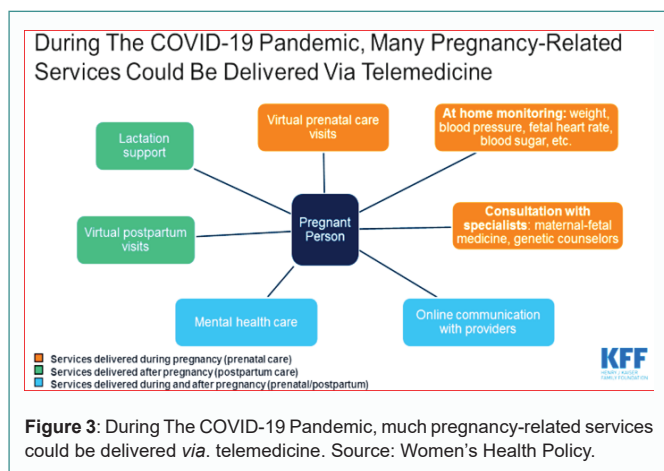 During The COVID-19 Pandemic, Many Pregnancy-Related
Services Could Be Delivered Via Telemedicine
Lactation
support
Virtual prenatal care
visits
At home monitoring: weight,
blood pressure, fetal heart rate,
blood sugar, etc.
Virtual postpartum
visits
Pregnant
Person
Consultation with
specialists: maternal-fetal
medicine, genetic counselors
Mental health care
Online communication
with providers
Services delivered during pregnancy (prenatal care)
Services delivered after pregnancy (postpartum care)
Services delivered during and after pregnancy (prenatal/postpartum)
KFF
HENRY J KAISER
FAMILY FOUNDATION
Figure 3: During The COVID-19 Pandemic, much pregnancy-related services
could be delivered via. telemedicine. Source: Women's Health Policy.